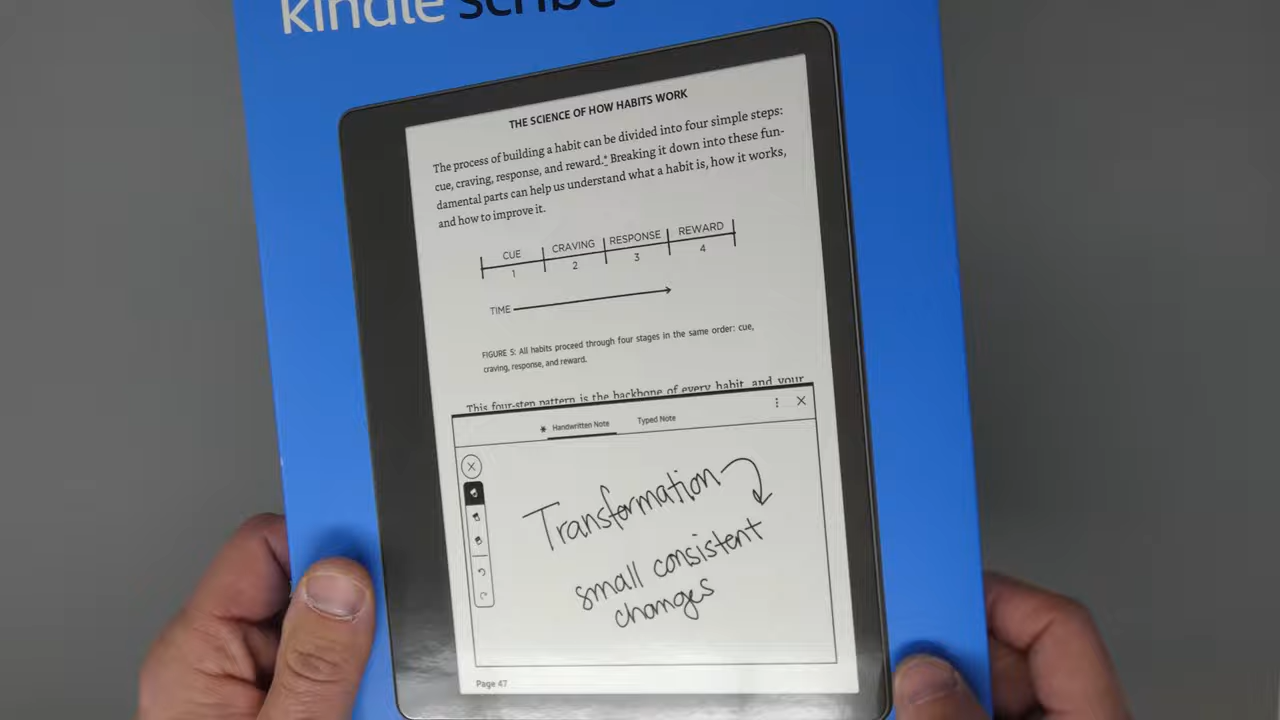 kindle scribe
THE SCIENCE OF HOW HABITS WORK
The process of building a habit can be divided into four simple steps:
cue, craving, response, and reward.* Breaking it down into these fun-
damental parts can help us understand what a habit is, how it works,
and how to improve it.
CUE CRAVING RESPONSE REWARD
1 2 3 4
TIME
FIGURE 5: All habits proceed through four stages in the same order: cue,
craving, response, and reward.
This four-step pattern is the backbone of every habit, and your
* Handwritten Note Typed Note
Transformation
small consistent
changes
Page 47